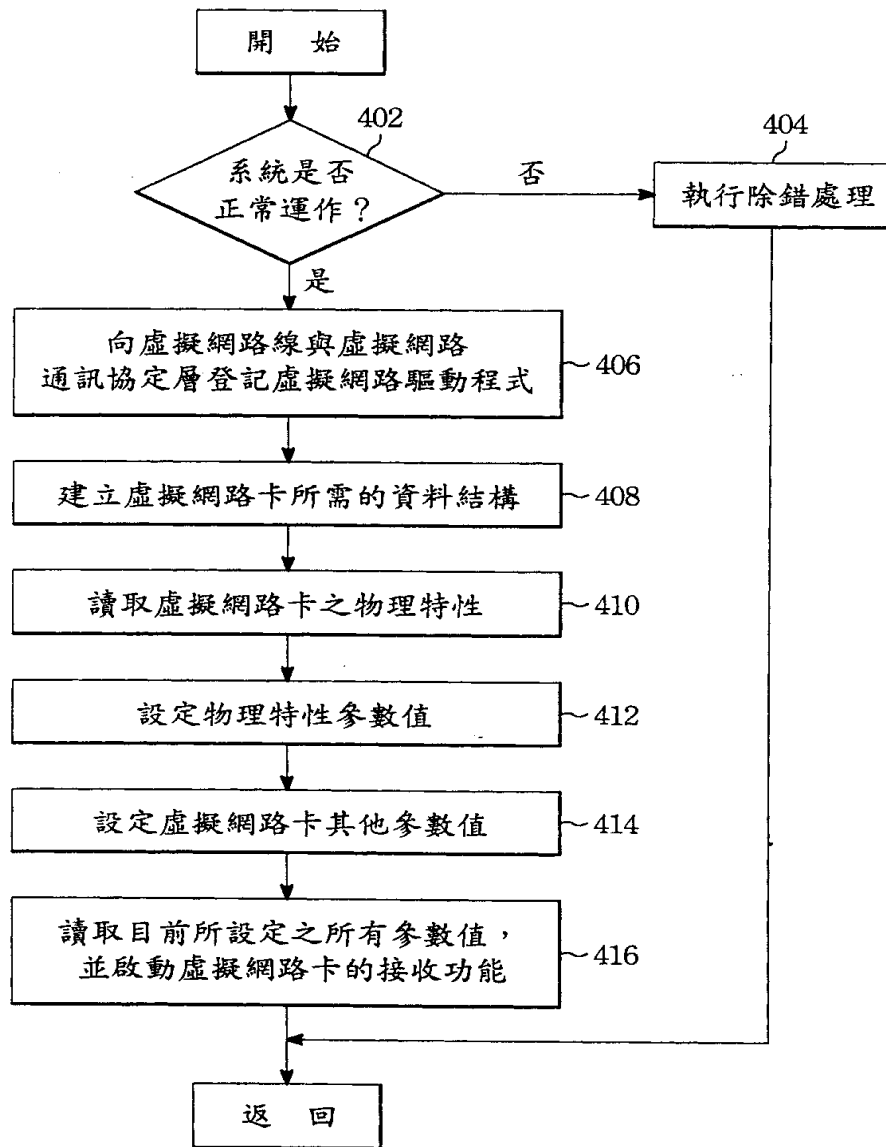 開 始
402
系統是否
正常運作？
否
404
執行除錯處理
是
向虛擬網路線與虛擬網路
通訊協定層登記虛擬網路驅動程式
406
建立虛擬網路卡所需的資料結構
408
讀取虛擬網路卡之物理特性
410
設定物理特性參數值
412
設定虛擬網路卡其他參數值
414
讀取目前所設定之所有參數值，
並啟動虛擬網路卡的接收功能
416
返 回